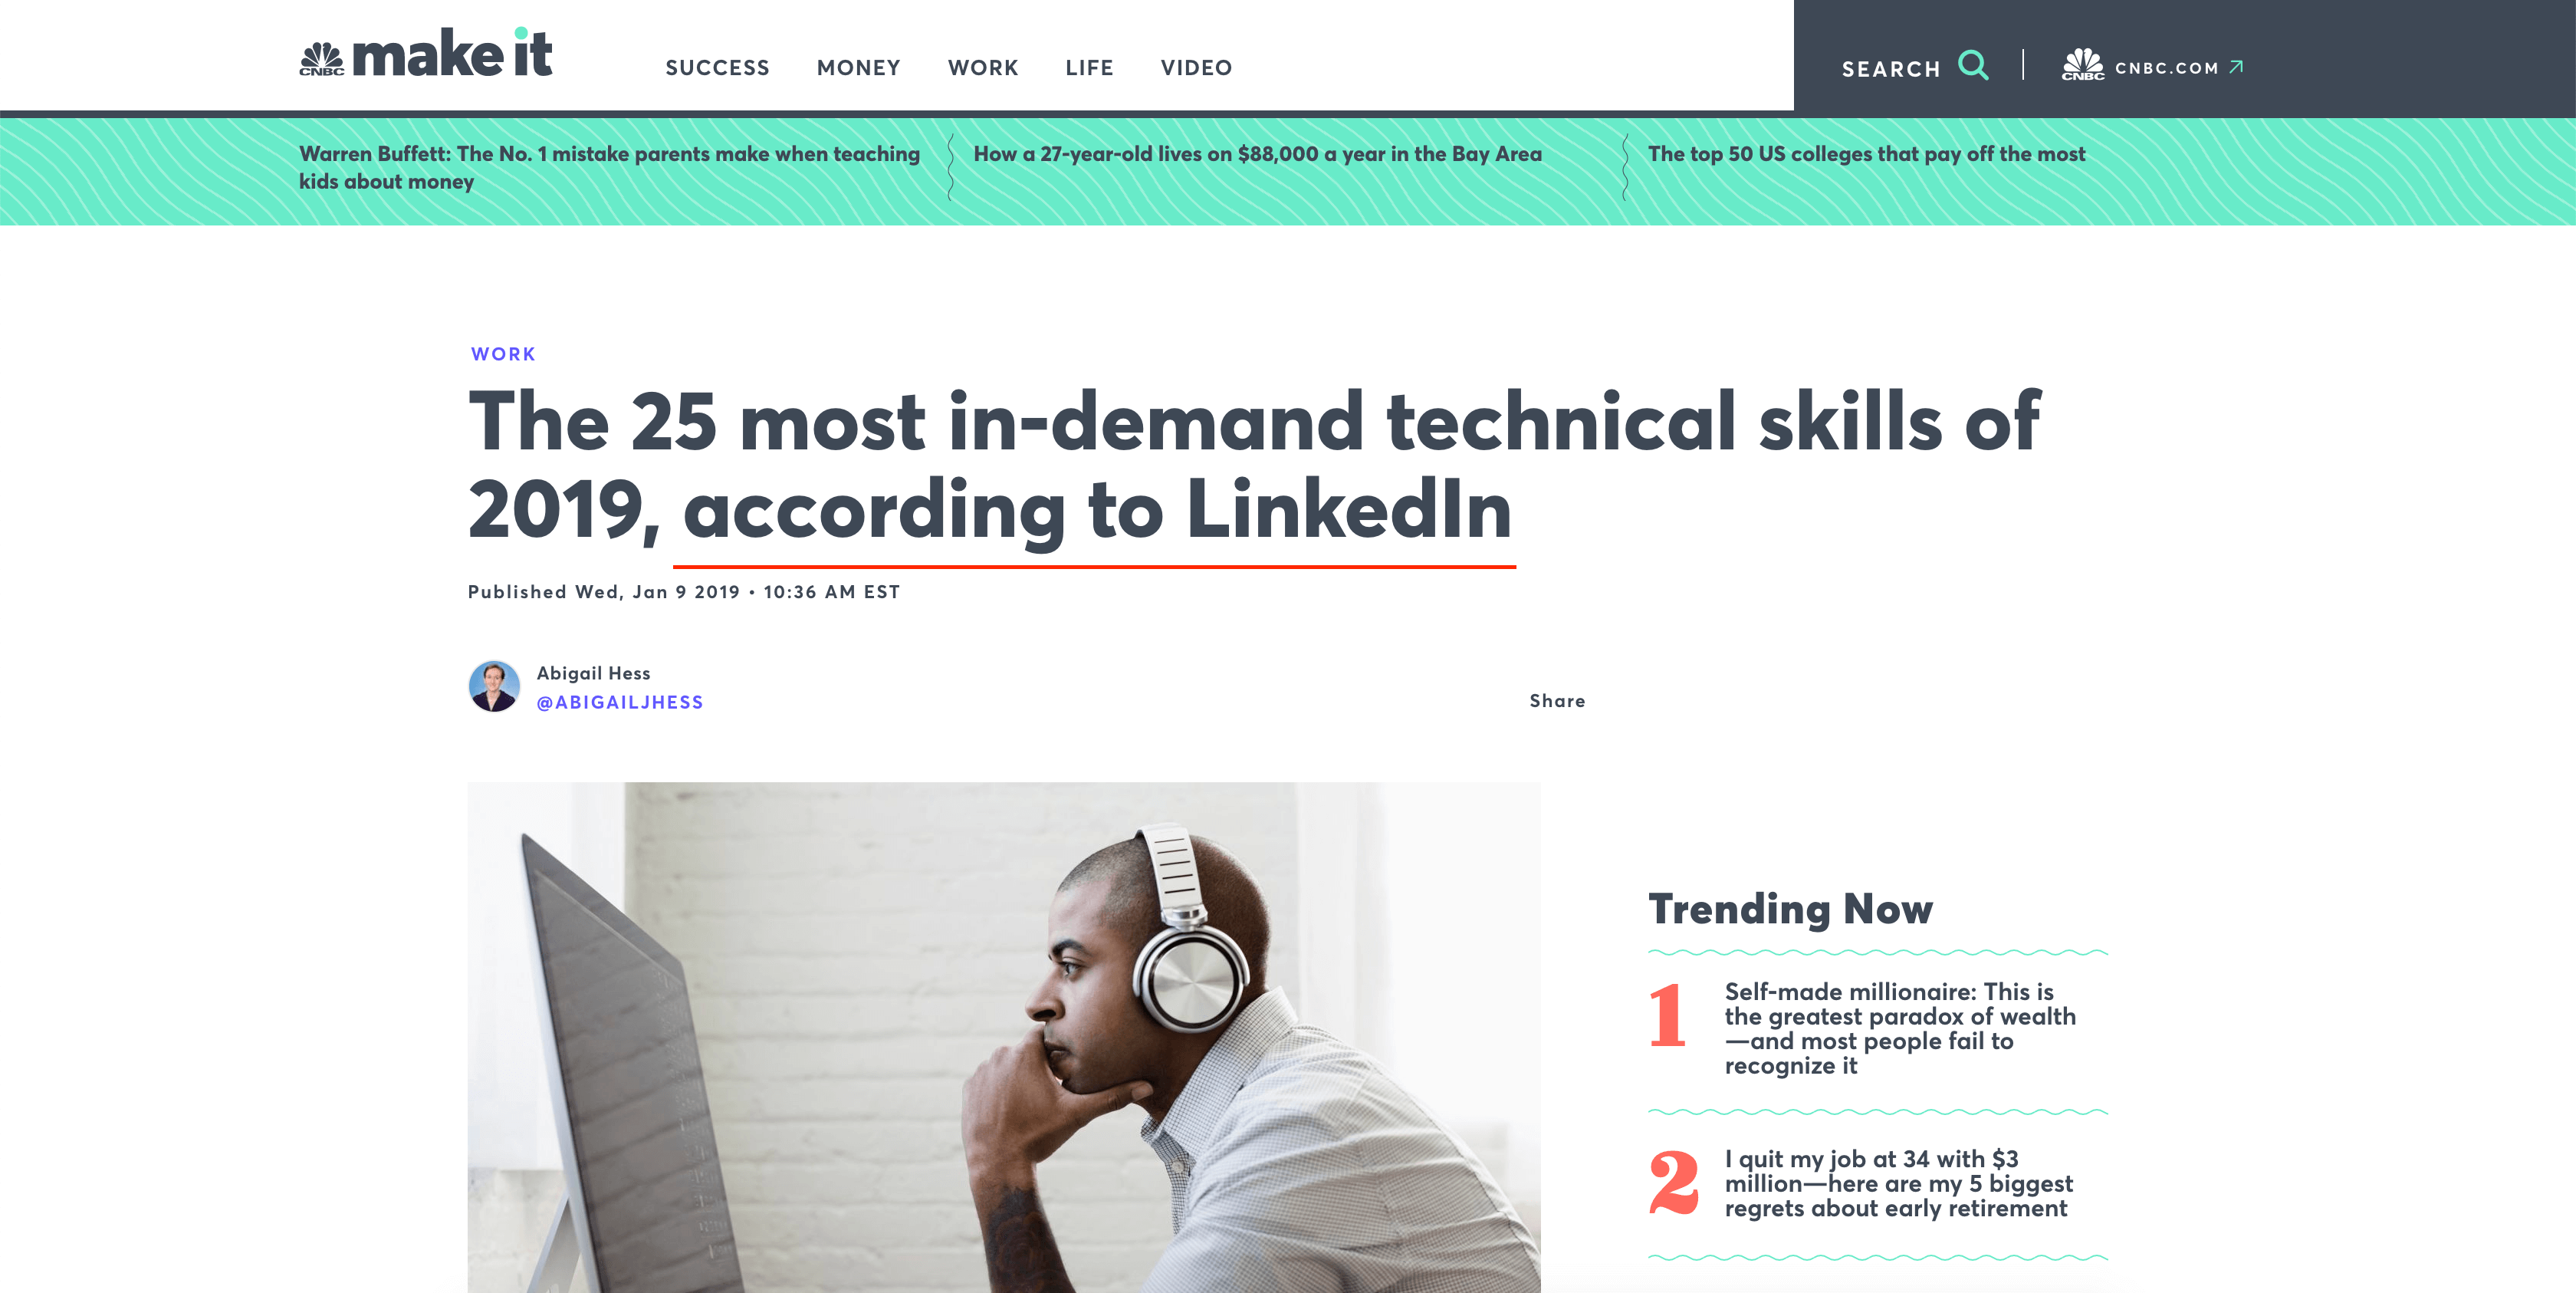 CNBC make it
SUCCESS MONEY WORK LIFE VIDEO
SEARCH
CNBC CNBC.COM
Warren Buffett: The No. 1 mistake parents make when teaching
kids about money
How a 27-year-old lives on $88,000 a year in the Bay Area
The top 50 US colleges that pay off the most
WORK
The 25 most in-demand technical skills of
2019, according to LinkedIn
Published Wed, Jan 9 2019 • 10:36 AM EST
Abigail Hess
@ABIGAILJHESS
Share
Trending Now
1
Self-made millionaire: This is
the greatest paradox of wealth
—and most people fail to
recognize it
2
I quit my job at 34 with $3
million—here are my 5 biggest
regrets about early retirement